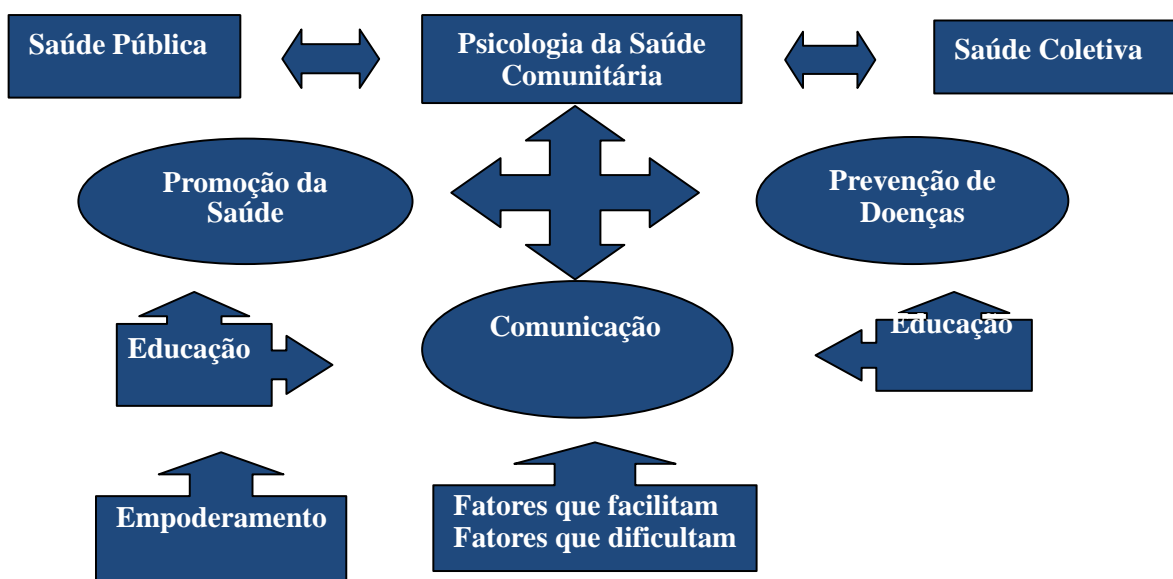 Saúde Pública
Psicologia da Saúde
Comunitária
Saúde Coletiva
Promoção da
Saúde
Prevenção de
Doenças
Educação
Comunicação
Educação
Empoderamento
Fatores que facilitam
Fatores que dificultam